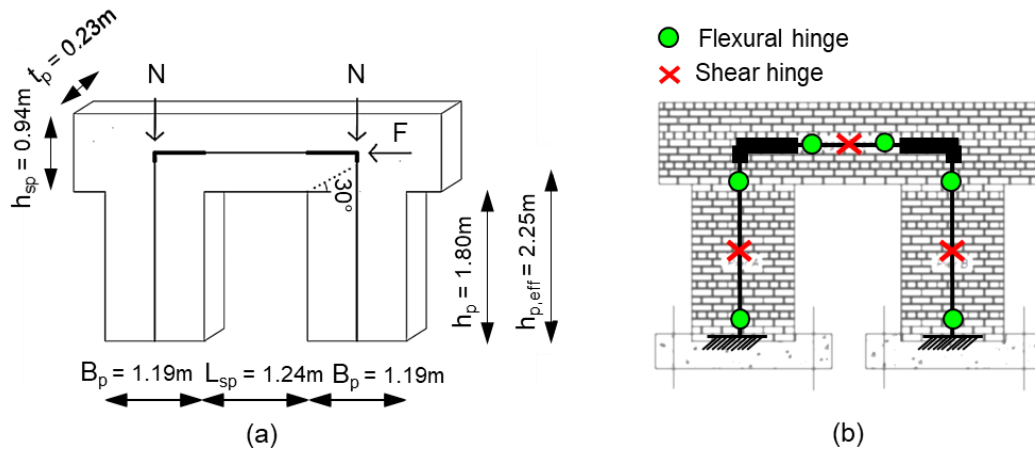 t_p = 0.23m
N
N
F
h_sp = 0.94m
30°
h_p = 1.80m
h_p,eff = 2.25m
B_p = 1.19m
L_sp = 1.24m
B_p = 1.19m
(a)
Flexural hinge
Shear hinge
(b)